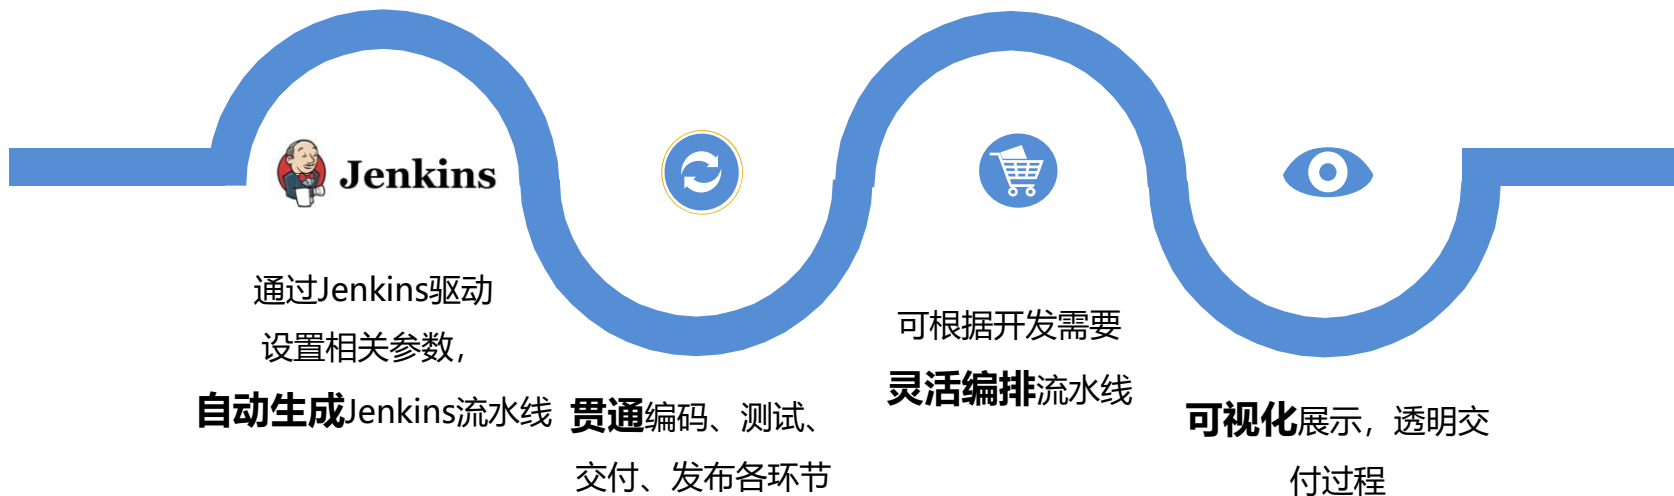 Jenkins
通过Jenkins驱动
设置相关参数，
自动生成Jenkins流水线
贯通编码、测试、
交付、发布各环节
可根据开发需要
灵活编排流水线
可视化展示，透明交
付过程